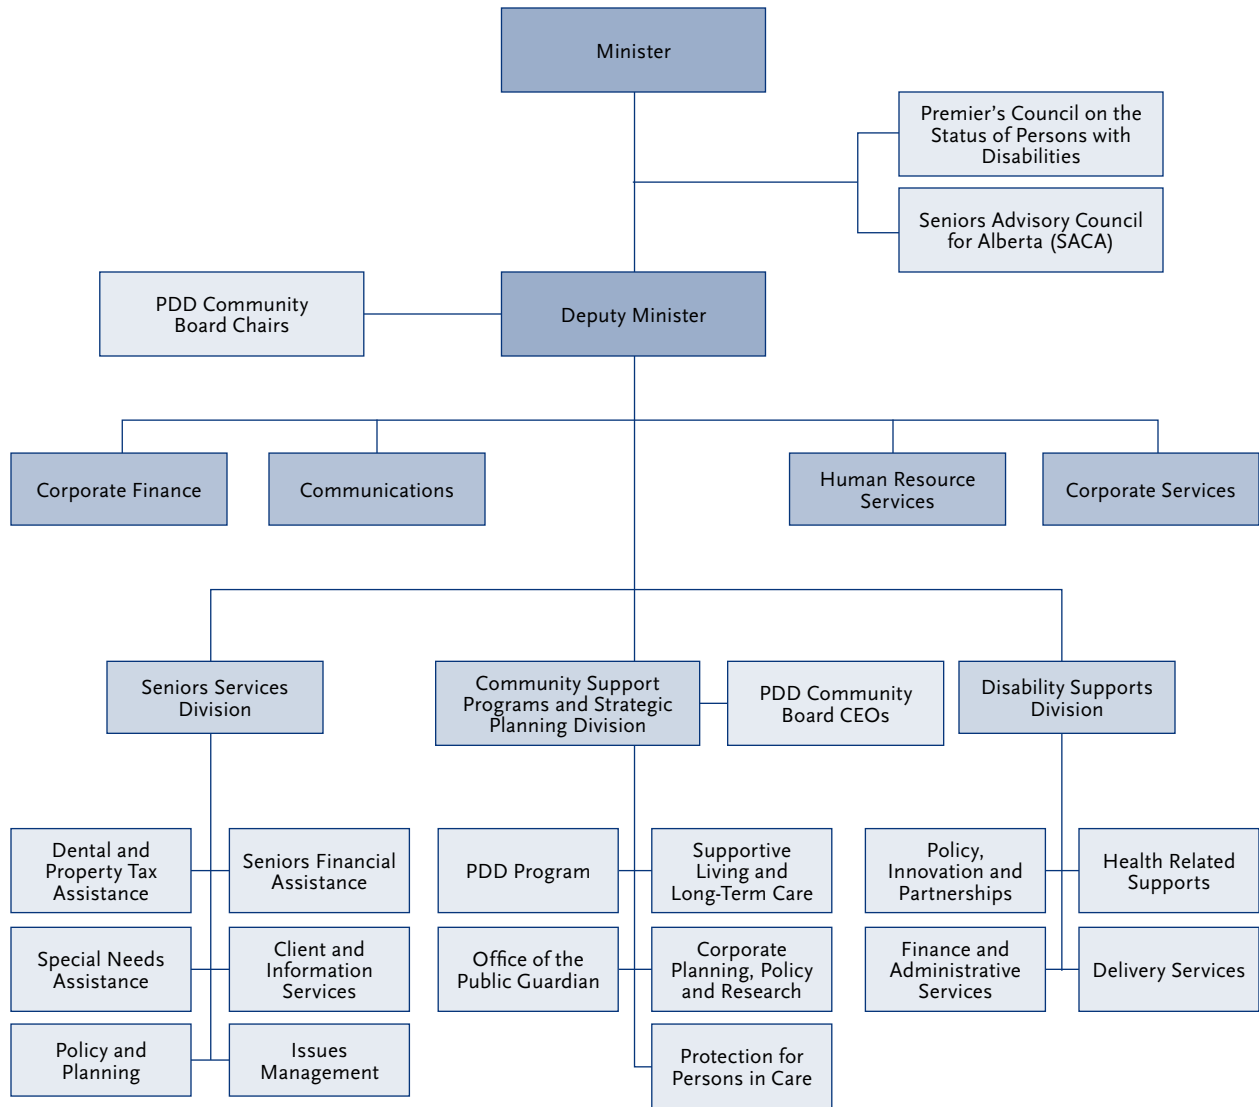 Minister
Premier’s Council on the
Status of Persons with
Disabilities
Seniors Advisory Council
for Alberta (SACA)
PDD Community
Board Chairs
Deputy Minister
Corporate Finance
Communications
Human Resource
Services
Corporate Services
Seniors Services
Division
Community Support
Programs and Strategic
Planning Division
PDD Community
Board CEOs
Disability Supports
Division
Dental and
Property Tax
Assistance
Seniors Financial
Assistance
PDD Program
Supportive
Living and
Long-Term Care
Policy,
Innovation and
Partnerships
Health Related
Supports
Special Needs
Assistance
Client and
Information
Services
Office of the
Public Guardian
Corporate
Planning, Policy
and Research
Finance and
Administrative
Services
Delivery Services
Policy and
Planning
Issues
Management
Protection for
Persons in Care